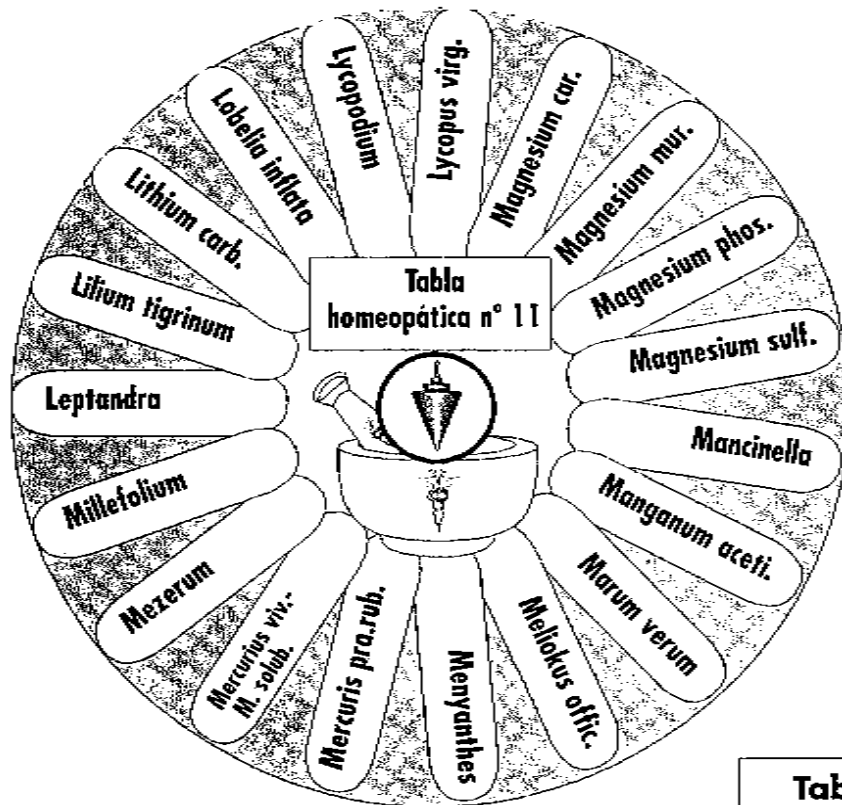 Tabla
homeopática nº 11
Leptandra
Lilium tigrinum
Lithium carb.
Lobelia inflata
Lycopodium
Lycopus virg.
Magnesium car.
Magnesium mur.
Magnesium phos.
Magnesium sulf.
Mancinella
Manganum aceti.
Marum verum
Meliokus offic.
Menyanthes
Mercuris pra.rub.
Mercurius viv.-
M. solub.
Mezerum
Millefolium
Tab